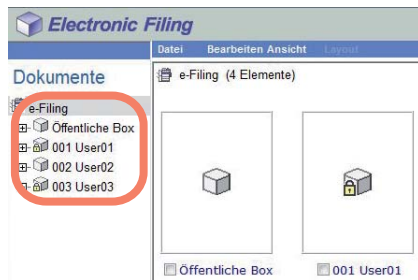 Electronic Filing
Datei Bearbeiten Ansicht Layout
Dokumente
e-Filing
Öffentliche Box
001 User01
002 User02
003 User03
e-Filing (4 Elemente)
Öffentliche Box
001 User01